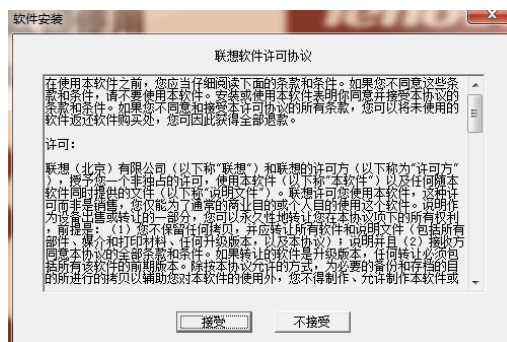 软件安装
lenovo
联想软件许可协议
在使用本软件之前，您应当仔细阅读下面的条款和条件。如果您不同意这些条
款和条件，请不要使用本软件。安装或使用本软件表明你同意并接受本协议的
条款和条件。如果您不同意和接受本许可协议的所有条款，您可以将未使用的
软件返还软件购买处，您可因此获得全部退款。
许可：
联想（北京）有限公司（以下称“联想”）和联想的许可方（以下称为“许可方”
），授予您一个非独占的许可，使用本软件（以下称“本软件”）以及任何随本
软件同时提供的文件（以下称“说明文件”）。联想许可您使用本软件，这种许
可而非是销售，您仅能为了通常的商业目的或个人目的使用这个软件。说明作
为设备出售或转让的一部分，您可以永久性地转让您在本协议项下的所有权利
，前提是：（1）您不保留任何拷贝，并应转让所有软件和说明文件（包括所有
部件、媒介和打印材料、任何升级版本，以及本协议）；说明并且（2）接收方
同意本协议的全部条款和条件。如果转让的软件是升级版本，任何转让必须包
括所有该软件的前期版本。除按本协议允许的方式，为必要的备份和存档的目
的所进行的拷贝以辅助您对本软件的使用外，您不得制作、允许制作本软件或
接受
不接受